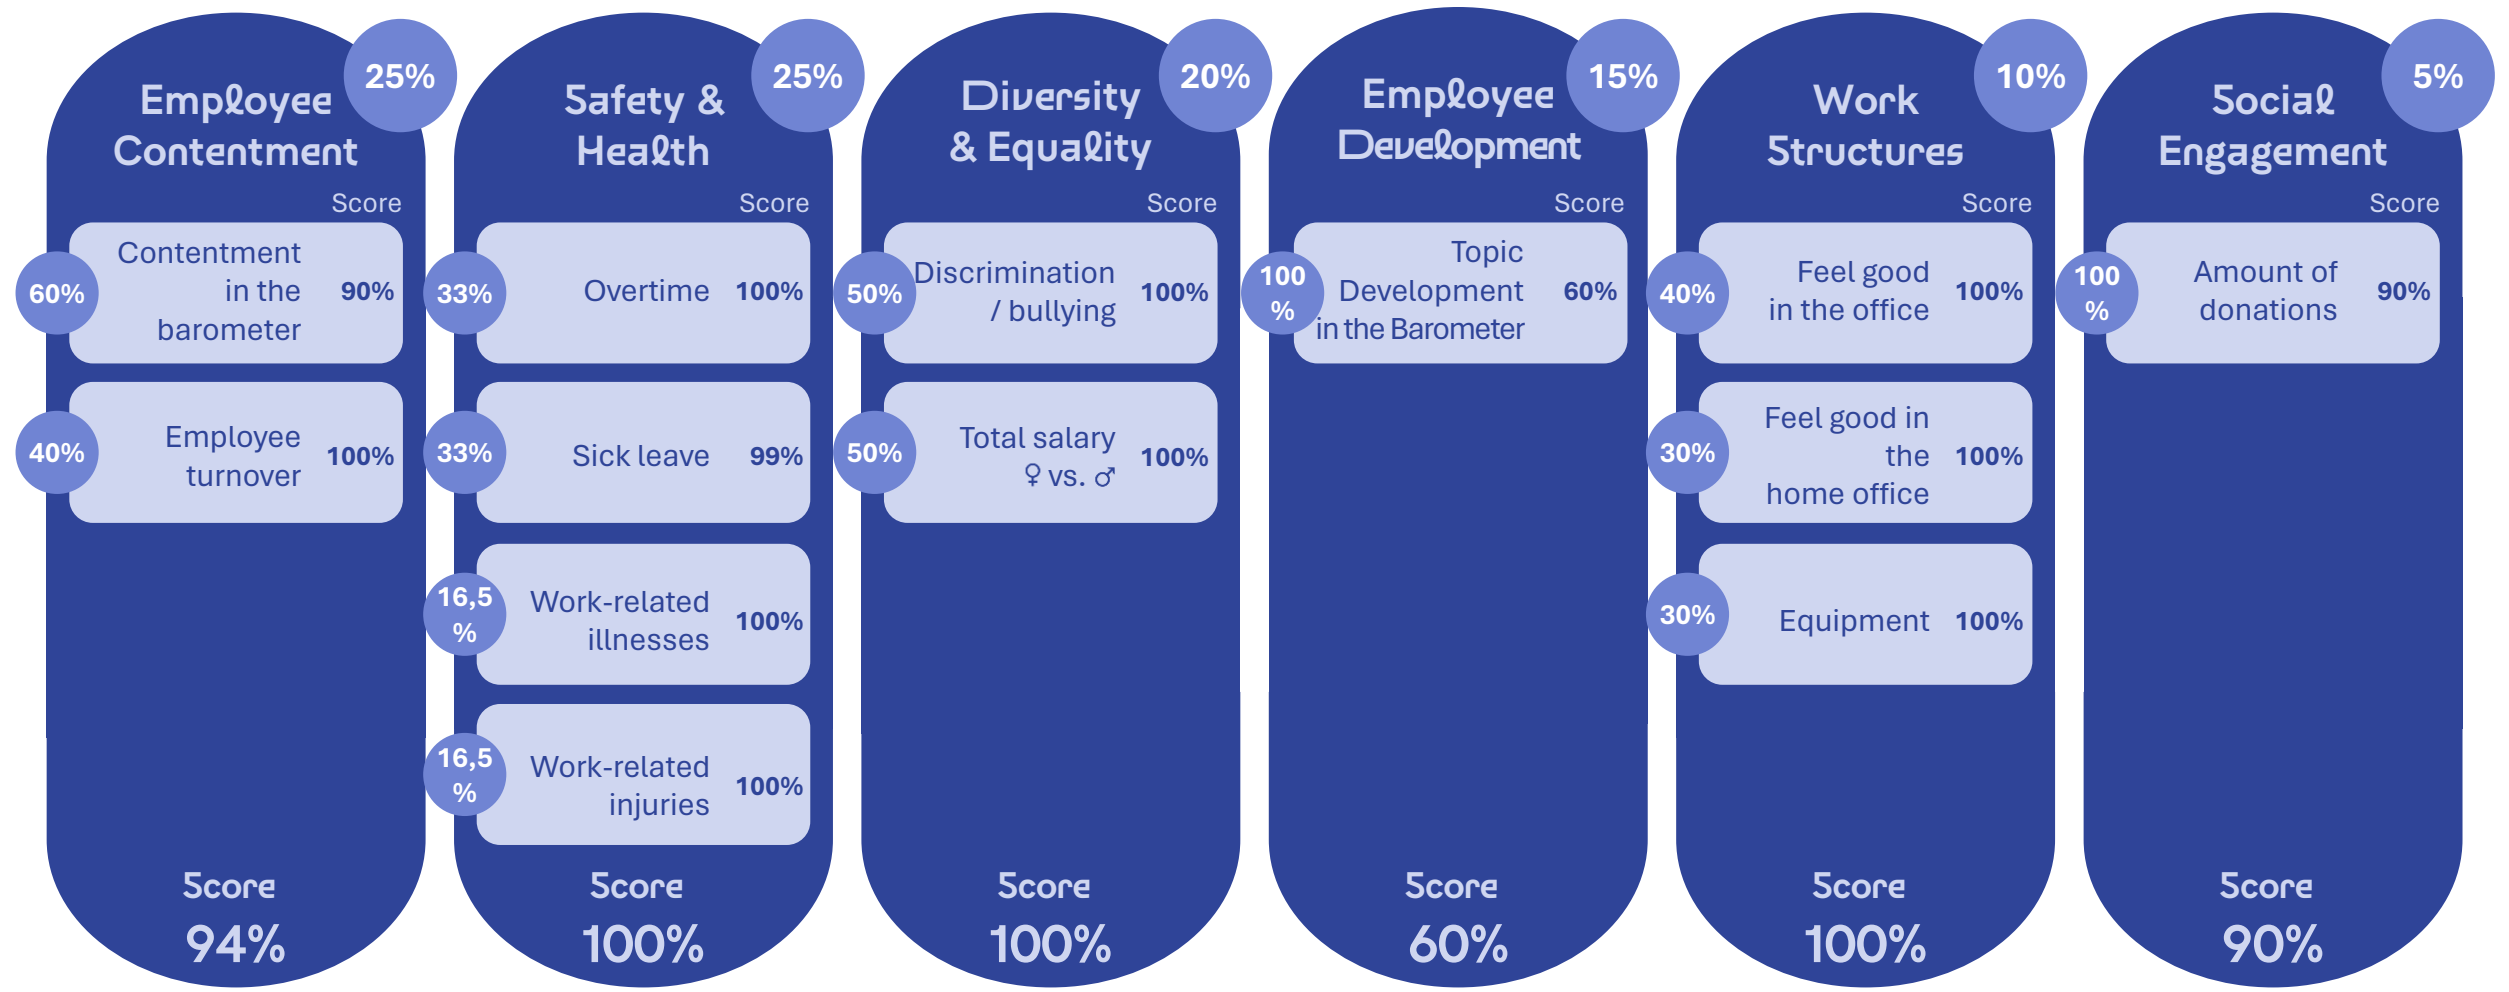 25%
Employee
Contentment
Score
60%
Contentment
in the
barometer
90%
40%
Employee
turnover
100%
Score
94%
25%
Safety &
Health
Score
33%
Overtime
100%
33%
Sick leave
99%
16,5
%
Work-related
illnesses
100%
16,5
%
Work-related
injuries
100%
Score
100%
20%
Diversity
& Equality
Score
50%
Discrimination
/ bullying
100%
50%
Total salary
♀ vs. ♂
100%
Score
100%
15%
Employee
Development
Score
100
%
Topic
Development
in the Barometer
60%
Score
60%
10%
Work
Structures
Score
40%
Feel good
in the office
100%
30%
Feel good in
the
home office
100%
30%
Equipment
100%
Score
100%
5%
Social
Engagement
Score
100
%
Amount of
donations
90%
Score
90%